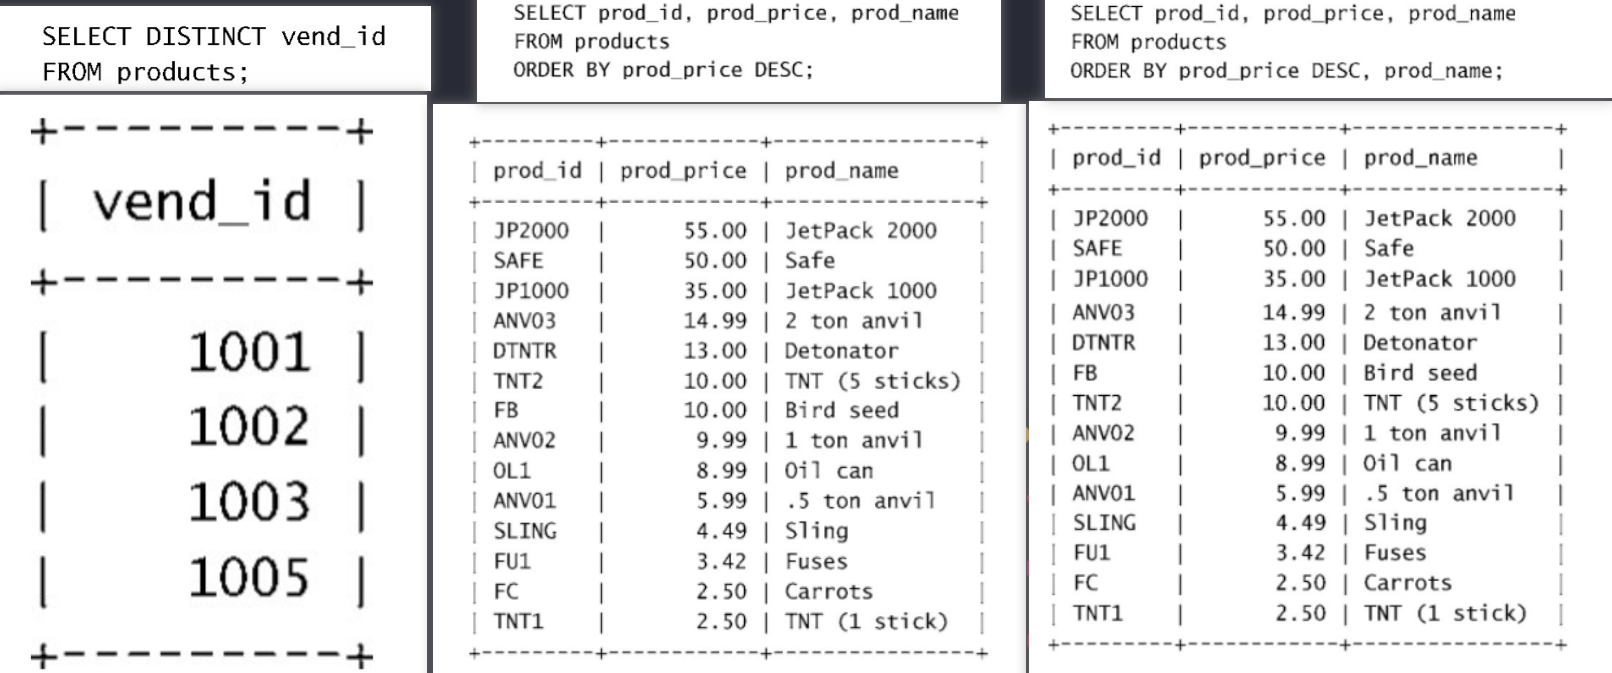 SELECT DISTINCT vend_id
FROM products;
+----------+
| vend_id |
+----------+
| 1001 |
| 1002 |
| 1003 |
| 1005 |
+----------+
SELECT prod_id, prod_price, prod_name
FROM products
ORDER BY prod_price DESC;
+---------+------------+----------------+
| prod_id | prod_price | prod_name |
+---------+------------+----------------+
| JP2000 | 55.00 | JetPack 2000 |
| SAFE | 50.00 | Safe |
| JP1000 | 35.00 | JetPack 1000 |
| ANV03 | 14.99 | 2 ton anvil |
| DTNTR | 13.00 | Detonator |
| TNT2 | 10.00 | TNT (5 sticks) |
| FB | 10.00 | Bird seed |
| ANV02 | 9.99 | 1 ton anvil |
| OL1 | 8.99 | Oil can |
| ANV01 | 5.99 | .5 ton anvil |
| SLING | 4.49 | Sling |
| FU1 | 3.42 | Fuses |
| FC | 2.50 | Carrots |
| TNT1 | 2.50 | TNT (1 stick) |
+---------+------------+----------------+
SELECT prod_id, prod_price, prod_name
FROM products
ORDER BY prod_price DESC, prod_name;
+---------+------------+----------------+
| prod_id | prod_price | prod_name |
+---------+------------+----------------+
| JP2000 | 55.00 | JetPack 2000 |
| SAFE | 50.00 | Safe |
| JP1000 | 35.00 | JetPack 1000 |
| ANV03 | 14.99 | 2 ton anvil |
| DTNTR | 13.00 | Detonator |
| FB | 10.00 | Bird seed |
| TNT2 | 10.00 | TNT (5 sticks) |
| ANV02 | 9.99 | 1 ton anvil |
| OL1 | 8.99 | Oil can |
| ANV01 | 5.99 | .5 ton anvil |
| SLING | 4.49 | Sling |
| FU1 | 3.42 | Fuses |
| FC | 2.50 | Carrots |
| TNT1 | 2.50 | TNT (1 stick) |
+---------+------------+----------------+